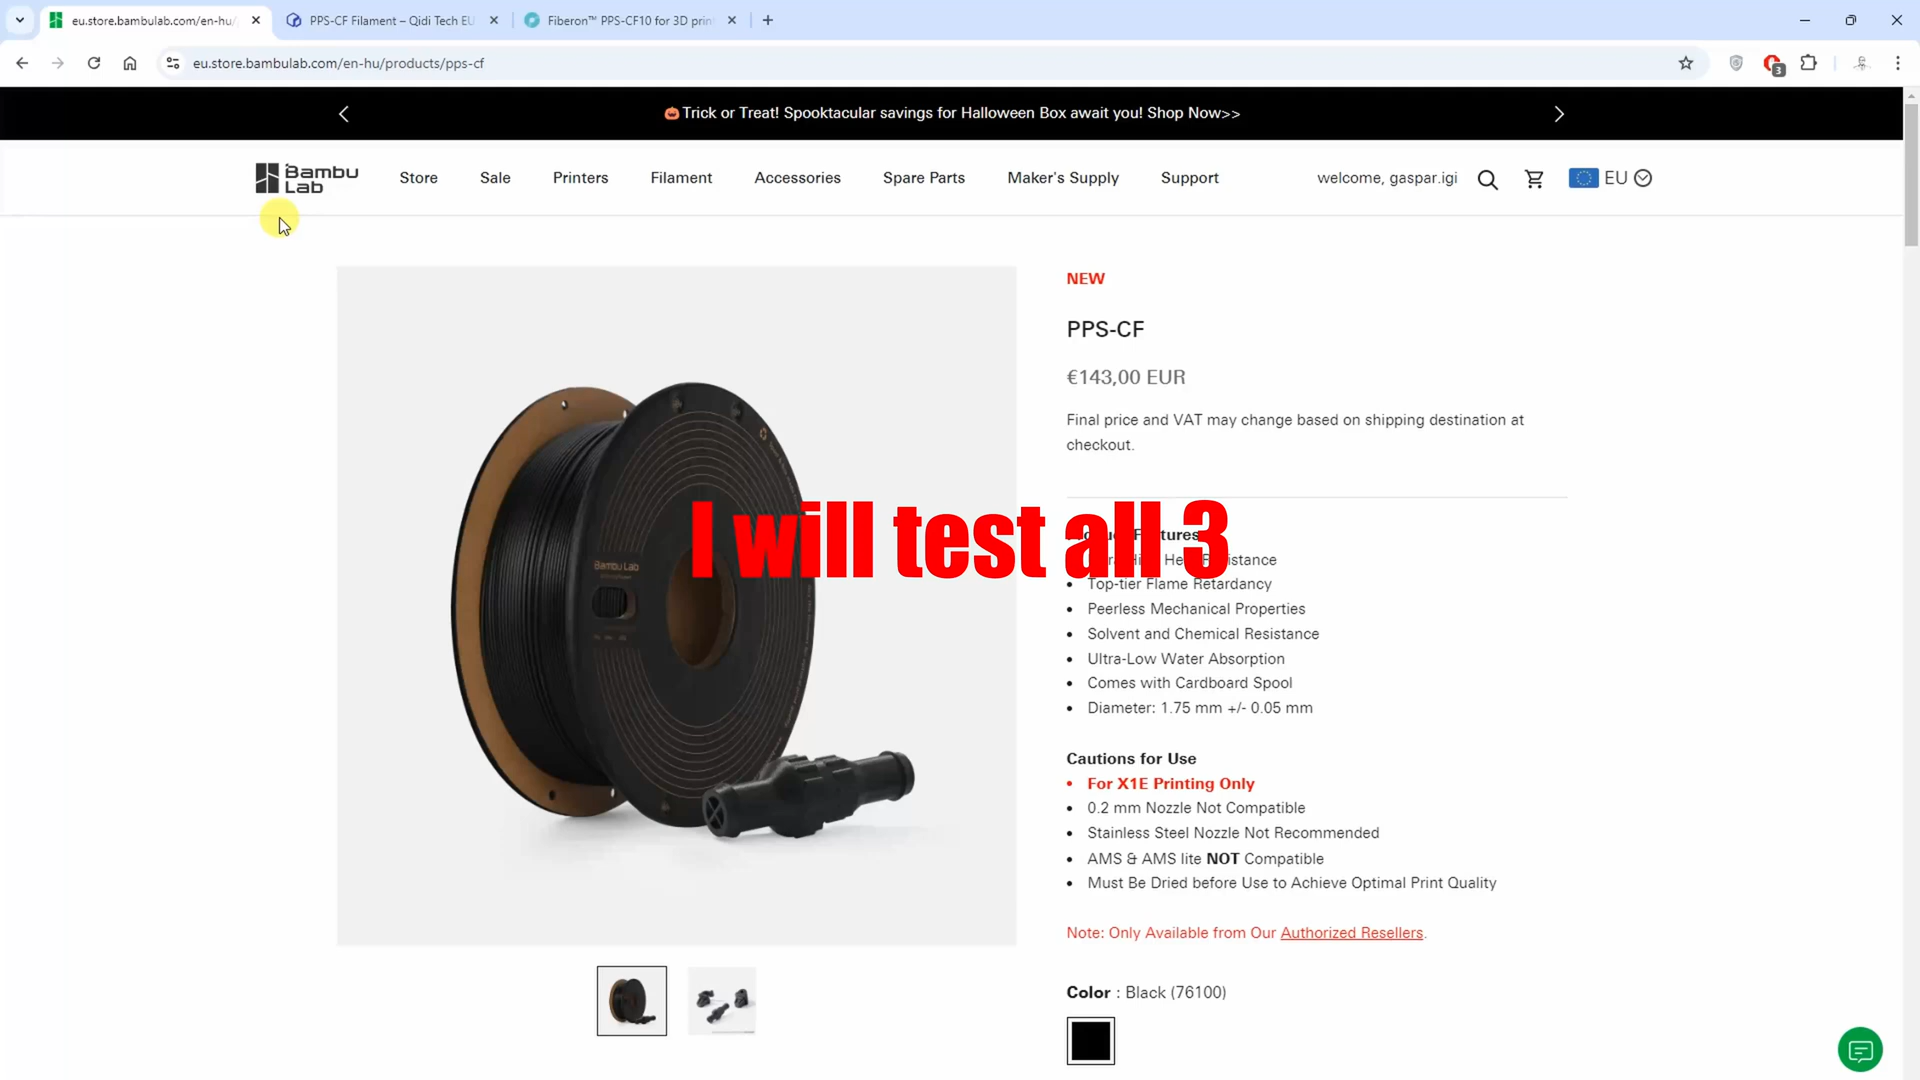 eu.store.bambulab.com/en-hu/
PPS-CF Filament – Qidi Tech EU
Fiberon™ PPS-CF10 for 3D prin
eu.store.bambulab.com/en-hu/products/pps-cf
3
🎃Trick or Treat! Spooktacular savings for Halloween Box await you! Shop Now>>
Bambu Lab
Store Sale Printers Filament Accessories Spare Parts Maker's Supply Support
welcome, gaspar.igi
EU
NEW
PPS-CF
€143,00 EUR
Final price and VAT may change based on shipping destination at
checkout.
I will test all 3
• Top-tier Flame Retardancy
• Peerless Mechanical Properties
• Solvent and Chemical Resistance
• Ultra-Low Water Absorption
• Comes with Cardboard Spool
• Diameter: 1.75 mm +/- 0.05 mm
Bambu Lab
Cautions for Use
• For X1E Printing Only
• 0.2 mm Nozzle Not Compatible
• Stainless Steel Nozzle Not Recommended
• AMS & AMS lite NOT Compatible
• Must Be Dried before Use to Achieve Optimal Print Quality
Note: Only Available from Our Authorized Resellers.
Color : Black (76100)